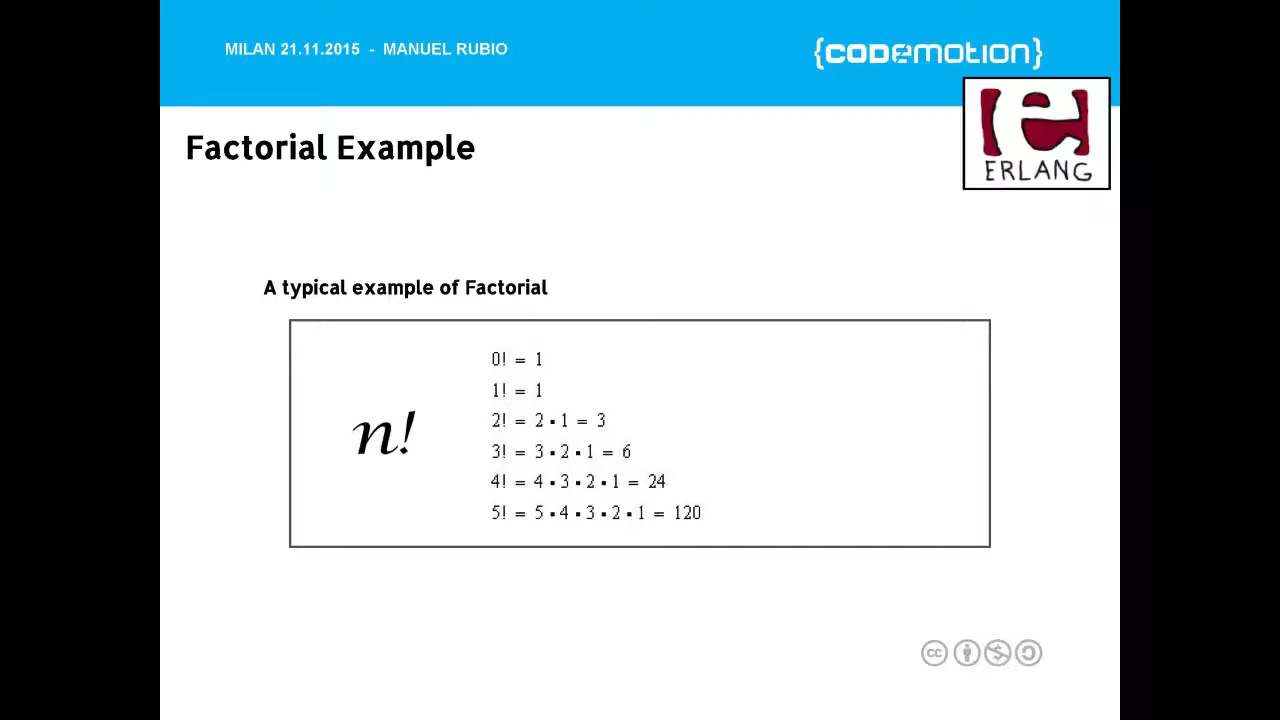 MILAN 21.11.2015 - MANUEL RUBIO
{CODEMOTION}
ERLANG
Factorial Example
A typical example of Factorial
n!
0! = 1
1! = 1
2! = 2 ▪ 1 = 3
3! = 3 ▪ 2 ▪ 1 = 6
4! = 4 ▪ 3 ▪ 2 ▪ 1 = 24
5! = 5 ▪ 4 ▪ 3 ▪ 2 ▪ 1 = 120
cc